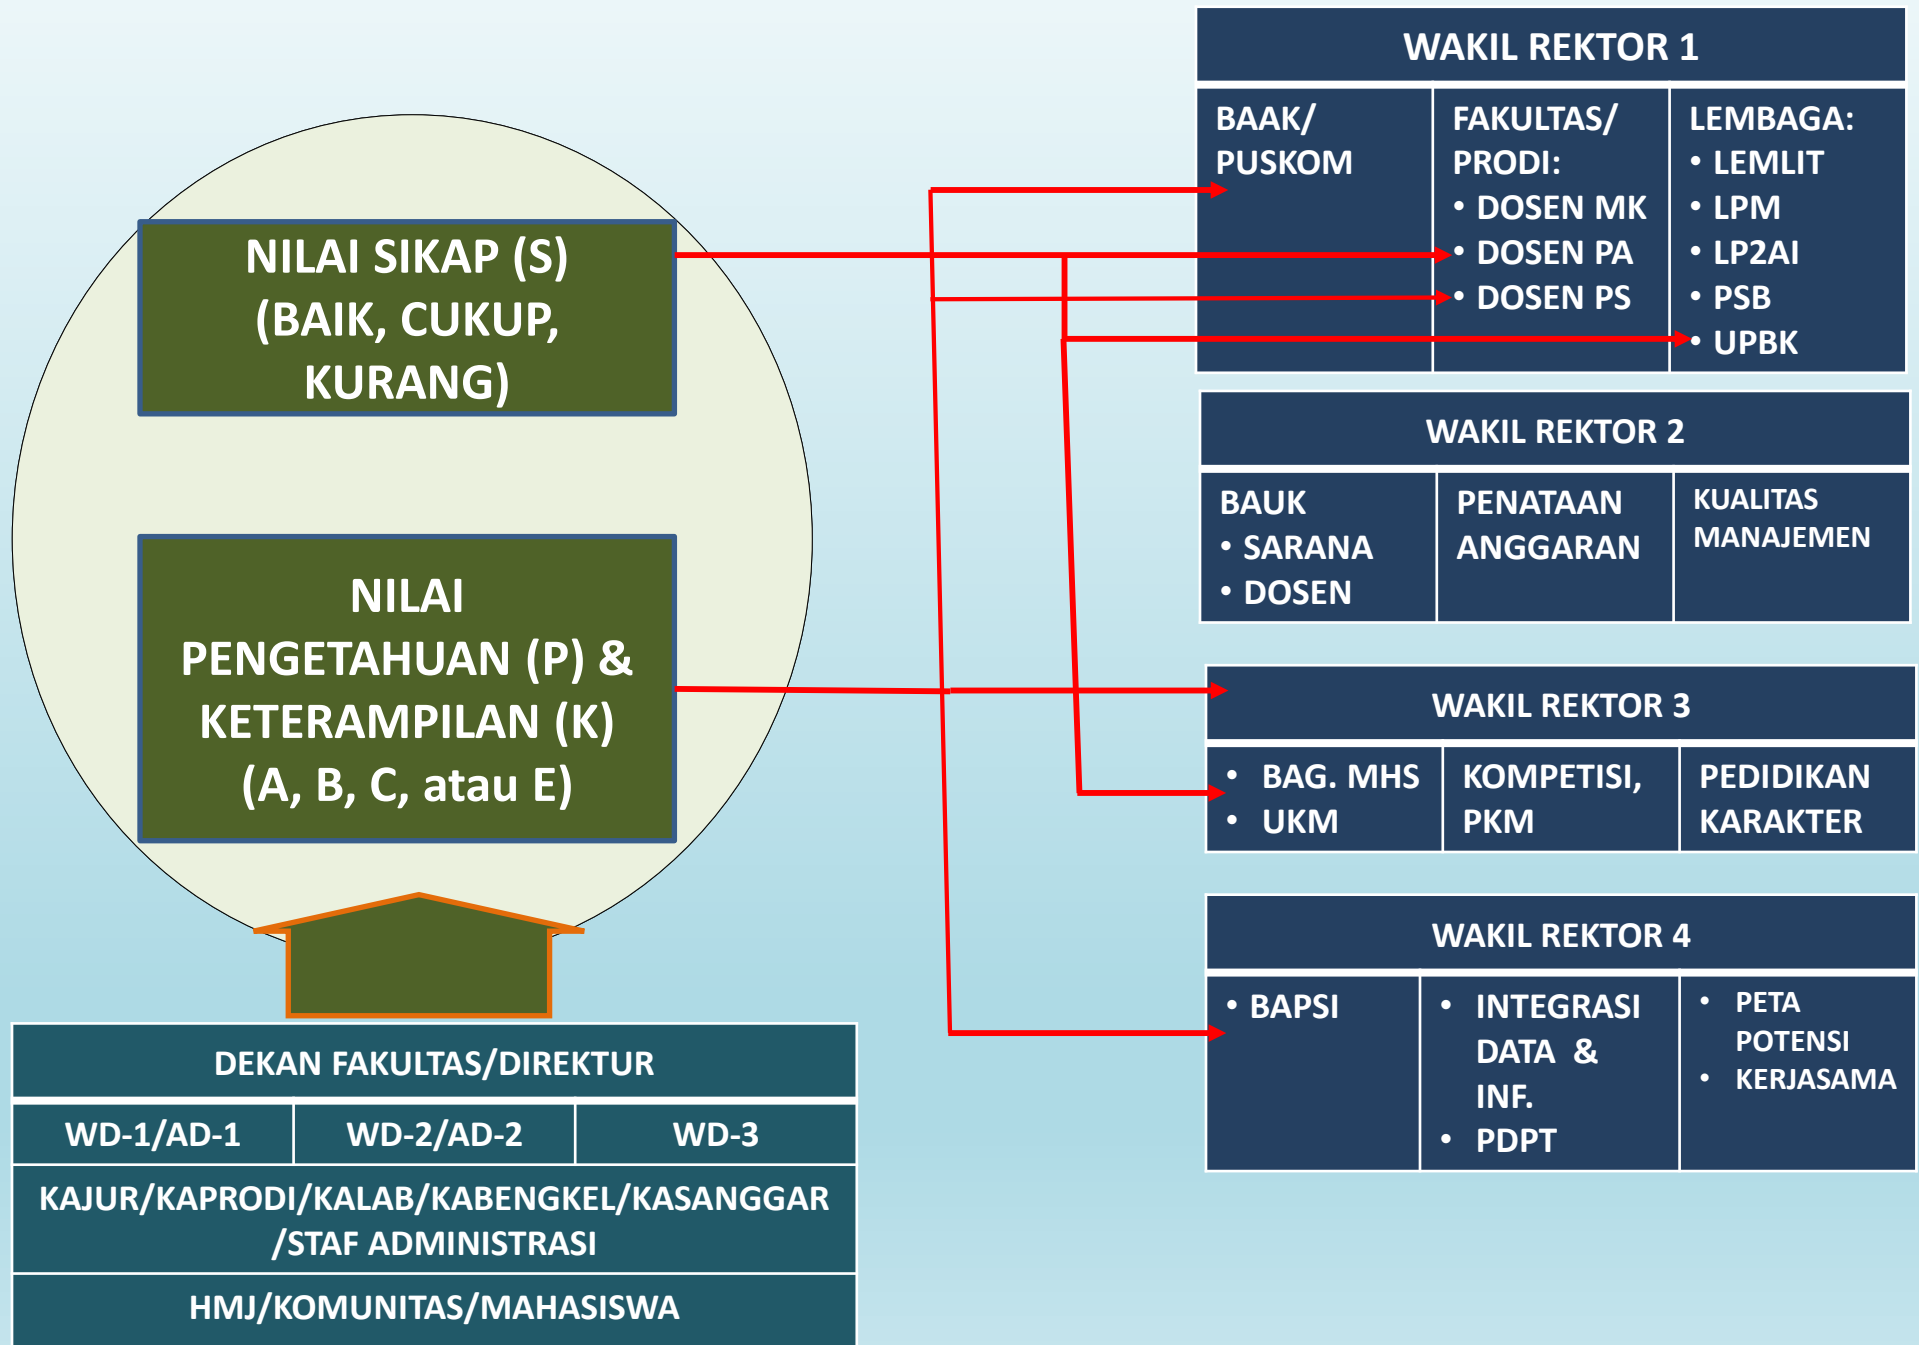 NILAI SIKAP (S)
(BAIK, CUKUP,
KURANG)
NILAI
PENGETAHUAN (P) &
KETERAMPILAN (K)
(A, B, C, atau E)
DEKAN FAKULTAS/DIREKTUR
WD-1/AD-1
WD-2/AD-2
WD-3
KAJUR/KAPRODI/KALAB/KABENGKEL/KASANGGAR
/STAF ADMINISTRASI
HMJ/KOMUNITAS/MAHASISWA
WAKIL REKTOR 1
BAAK/
PUSKOM
FAKULTAS/
PRODI:
• DOSEN MK
• DOSEN PA
• DOSEN PS
LEMBAGA:
• LEMLIT
• LPM
• LP2AI
• PSB
• UPBK
WAKIL REKTOR 2
BAUK
• SARANA
• DOSEN
PENATAAN
ANGGARAN
KUALITAS
MANAJEMEN
WAKIL REKTOR 3
• BAG. MHS
• UKM
KOMPETISI,
PKM
PEDIDIKAN
KARAKTER
WAKIL REKTOR 4
• BAPSI
• INTEGRASI
DATA &
INF.
• PDPT
• PETA
POTENSI
• KERJASAMA